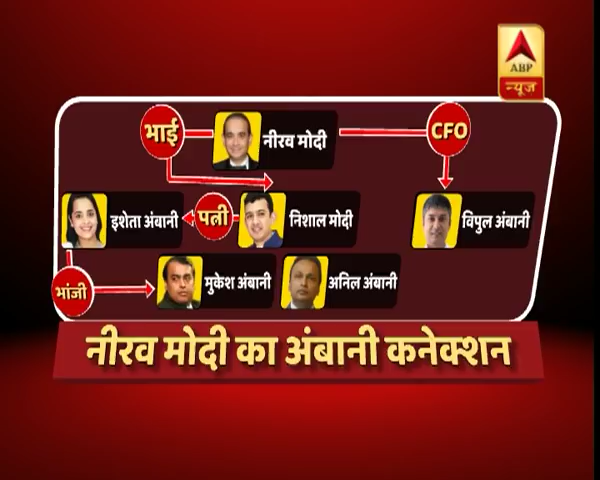 ABP
न्यूज़
भाई
नीरव मोदी
CFO
इशेता अंबानी
पत्नी
निशाल मोदी
विपुल अंबानी
भांजी
मुकेश अंबानी
अनिल अंबानी
नीरव मोदी का अंबानी कनेक्शन